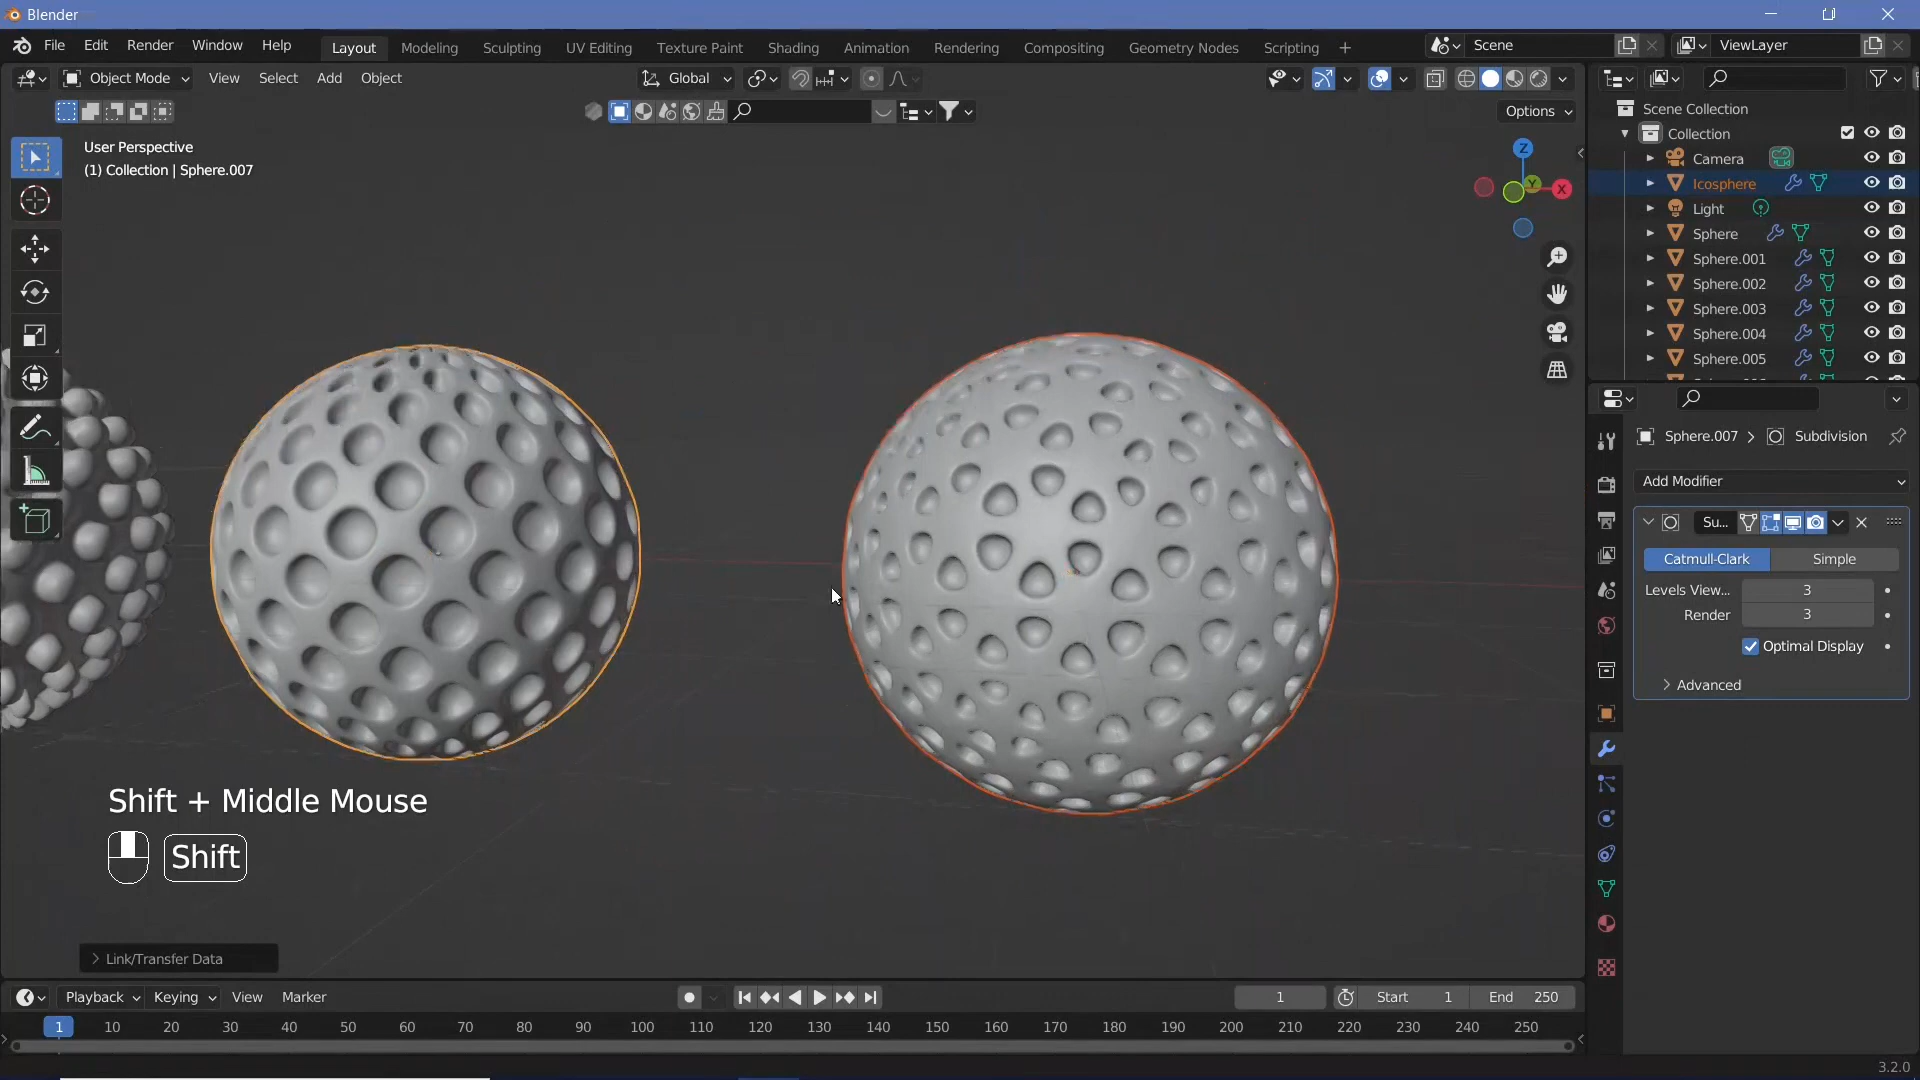 Blender
File Edit Render Window Help
Layout Modeling Sculpting UV Editing Texture Paint Shading Animation Rendering Compositing Geometry Nodes Scripting +
Scene
ViewLayer
Object Mode View Select Add Object
Global
Options
User Perspective
(1) Collection | Sphere.007
Z
Y
X
Scene Collection
Collection
Camera
Icosphere
Light
Sphere
Sphere.001
Sphere.002
Sphere.003
Sphere.004
Sphere.005
Sphere.007 > Subdivision
Add Modifier
Su...
Catmull-Clark Simple
Levels View... 3
Render 3
Optimal Display
Advanced
Shift + Middle Mouse
Shift
Link/Transfer Data
Playback Keying View Marker
1
Start 1 End 250
1 10 20 30 40 50 60 70 80 90 100 110 120 130 140 150 160 170 180 190 200 210 220 230 240 250
3.2.0